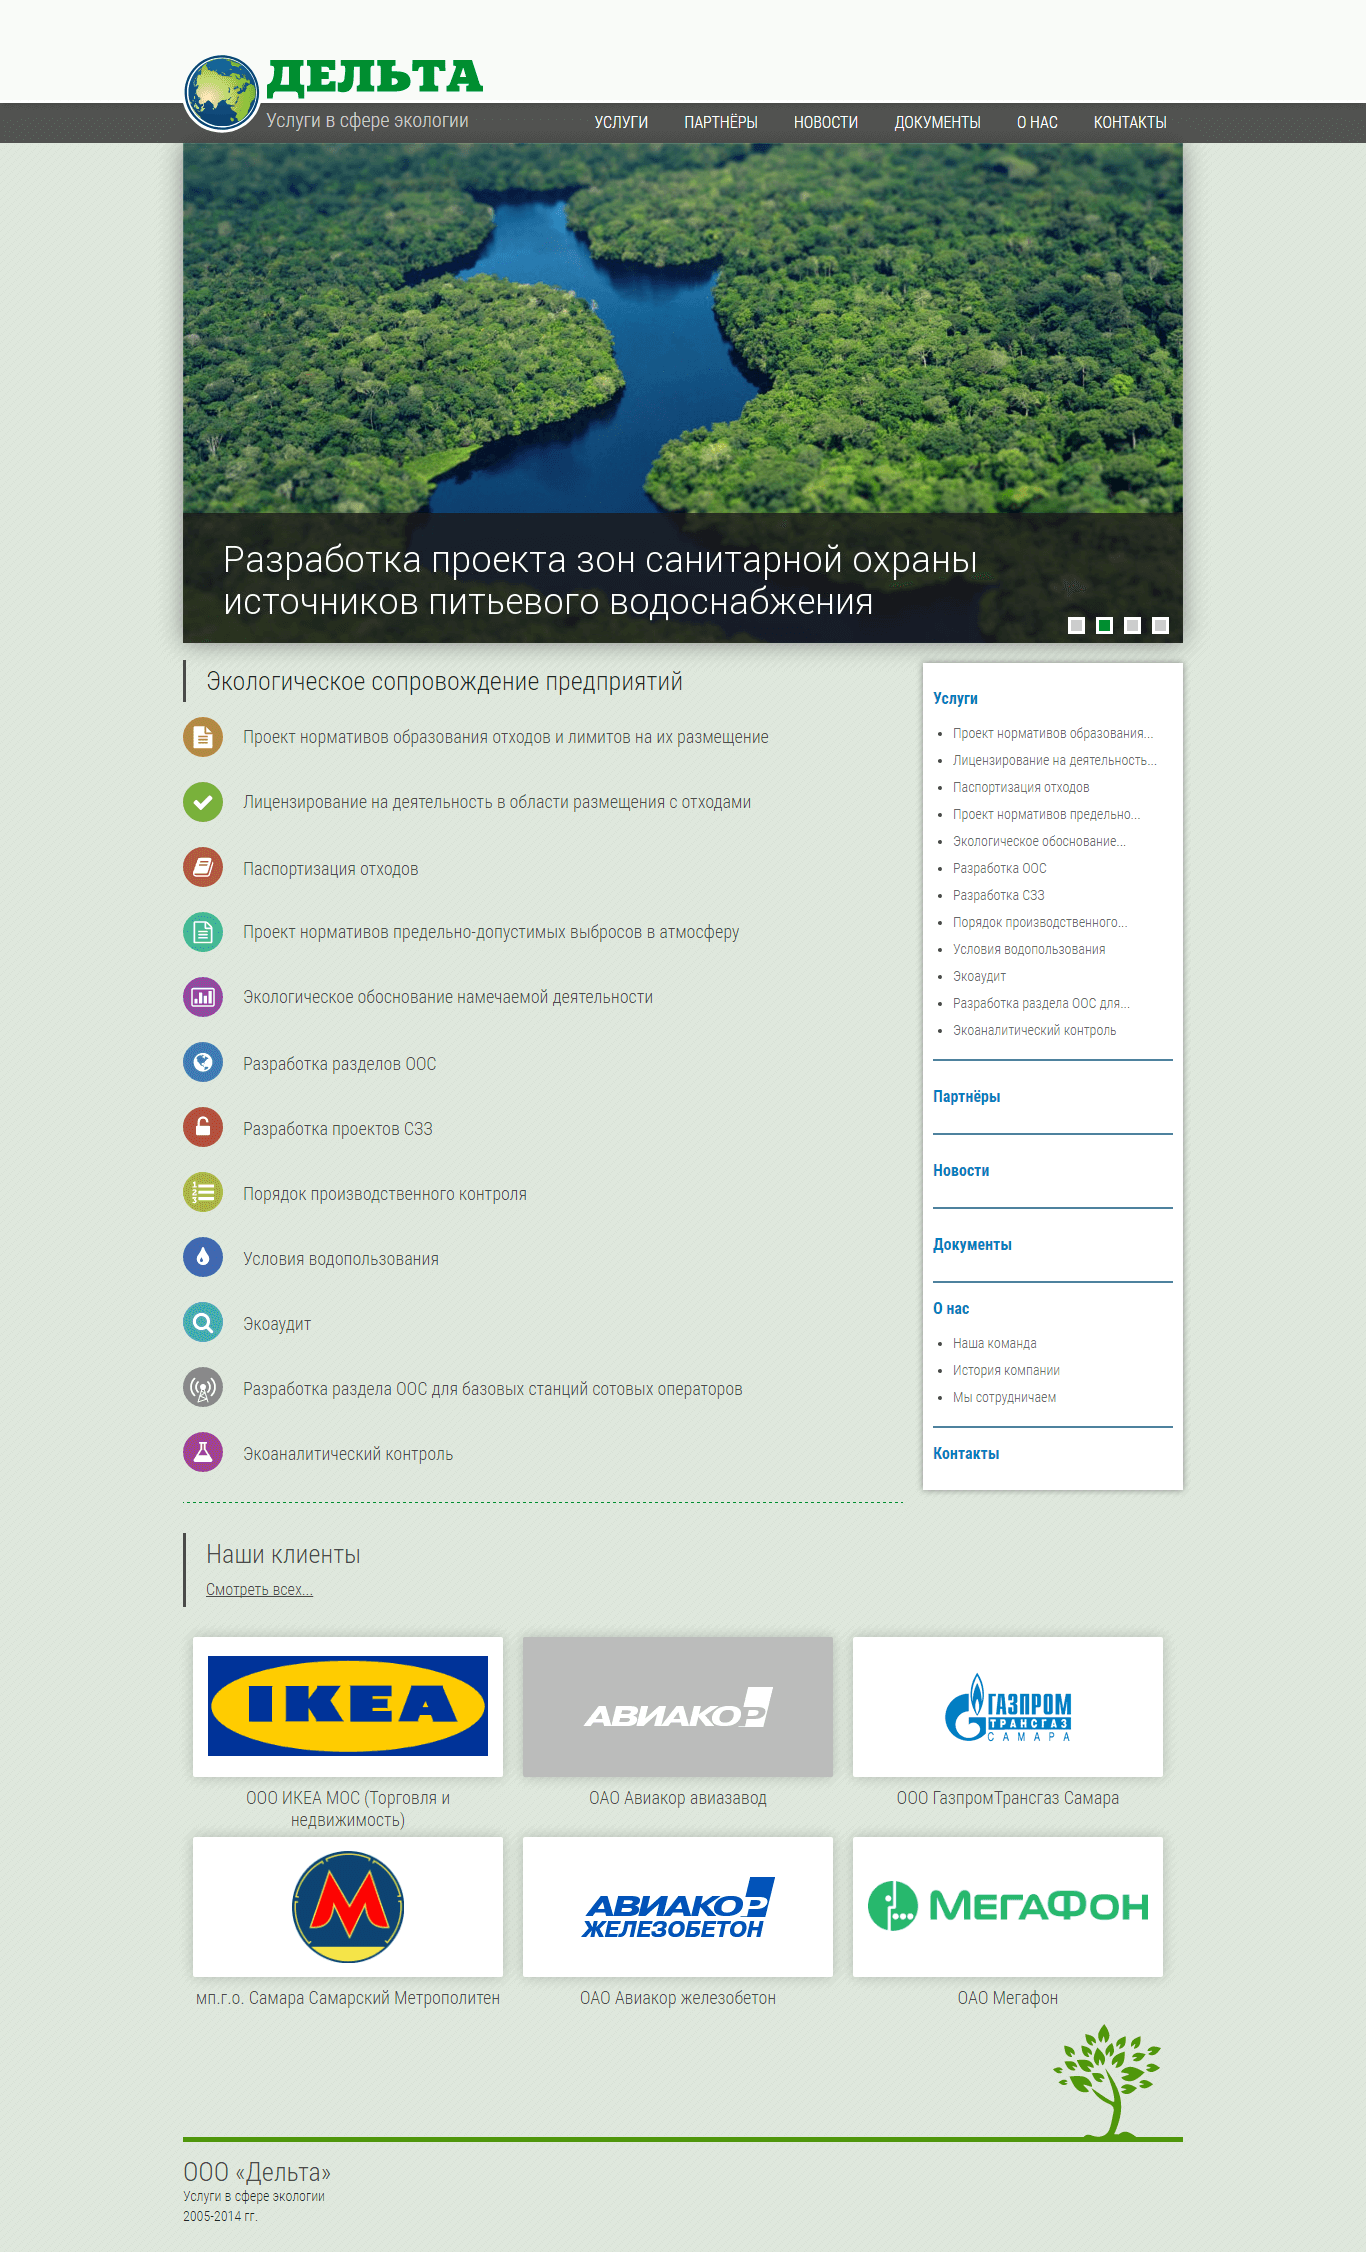 ДЕЛЬТА
Услуги в сфере экологии
УСЛУГИ ПАРТНЁРЫ НОВОСТИ ДОКУМЕНТЫ О НАС КОНТАКТЫ
Разработка проекта зон санитарной охраны
источников питьевого водоснабжения
Экологическое сопровождение предприятий
Проект нормативов образования отходов и лимитов на их размещение
Лицензирование на деятельность в области размещения с отходами
Паспортизация отходов
Проект нормативов предельно-допустимых выбросов в атмосферу
Экологическое обоснование намечаемой деятельности
Разработка разделов ООС
Разработка проектов СЗЗ
Порядок производственного контроля
Условия водопользования
Экоаудит
Разработка раздела ООС для базовых станций сотовых операторов
Экоаналитический контроль
Услуги
Проект нормативов образования...
Лицензирование на деятельность...
Паспортизация отходов
Проект нормативов предельно...
Экологическое обоснование...
Разработка ООС
Разработка СЗЗ
Порядок производственного...
Условия водопользования
Экоаудит
Разработка раздела ООС для...
Экоаналитический контроль
Партнёры
Новости
Документы
О нас
Наша команда
История компании
Мы сотрудничаем
Контакты
Наши клиенты
Смотреть всех...
IKEA
АВИАКОР
ГАЗПРОМ
ТРАНСГАЗ
САМАРА
ООО ИКЕА МОС (Торговля и
недвижимость)
ОАО Авиакор авиазавод
ООО ГазпромТрансгаз Самара
М
АВИАКОР
ЖЕЛЕЗОБЕТОН
МЕГАФОН
мп.г.о. Самара Самарский Метрополитен
ОАО Авиакор железобетон
ОАО Мегафон
ООО «Дельта»
Услуги в сфере экологии
2005-2014 гг.